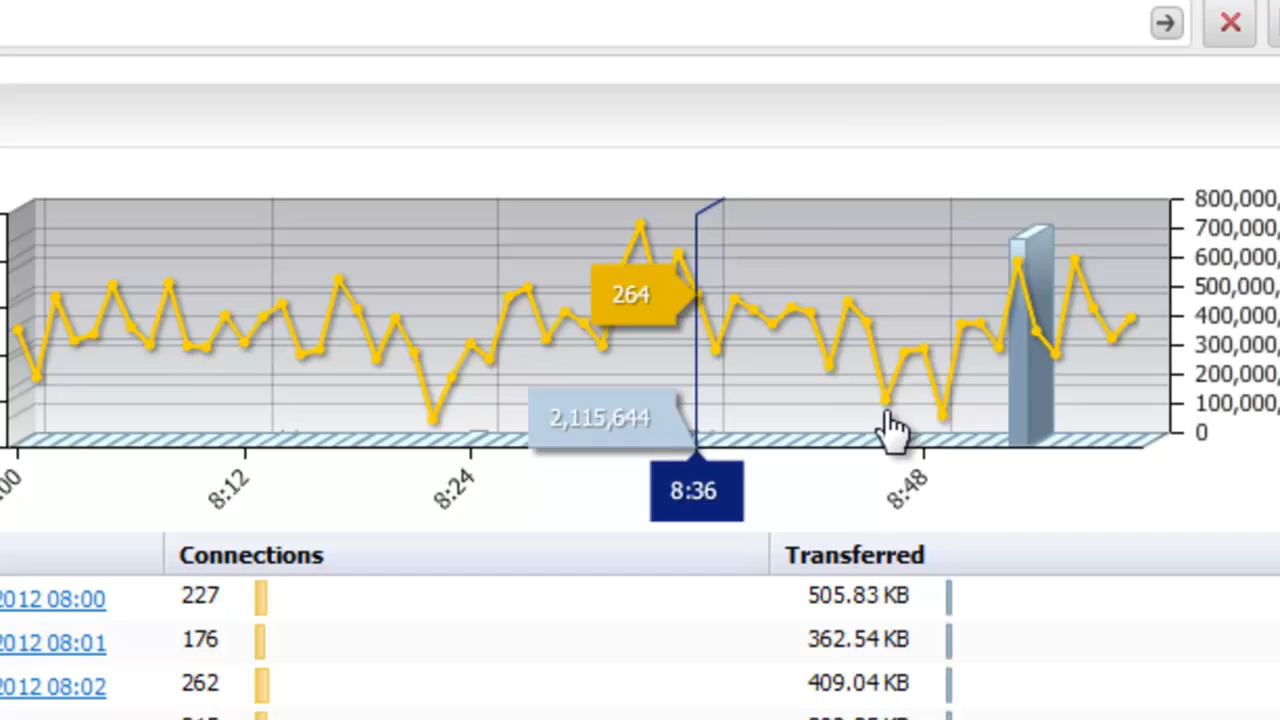 800,000,
700,000,
600,000,
500,000,
400,000,
300,000,
200,000,
100,000,
0
264
2,115,644
8:36
:00 8:12 8:24 8:48
Connections Transferred
2012 08:00 227 505.83 KB
2012 08:01 176 362.54 KB
2012 08:02 262 409.04 KB